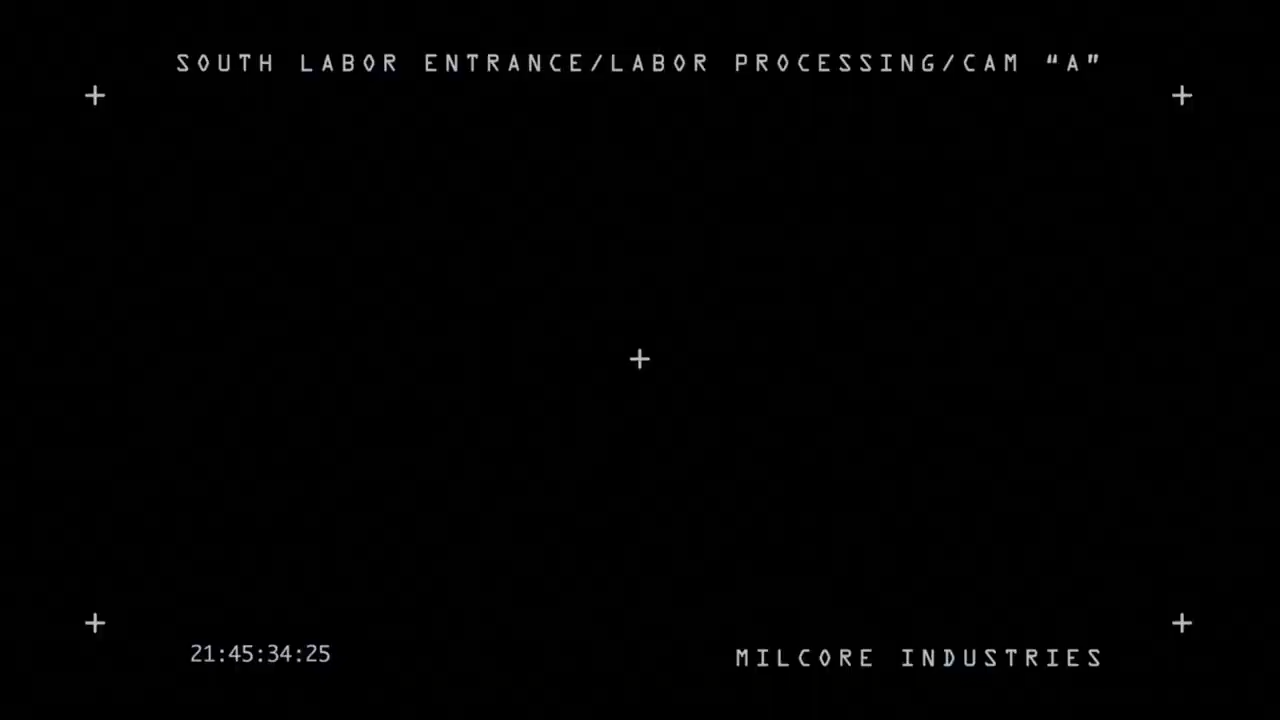 SOUTH LABOR ENTRANCE/LABOR PROCESSING/CAM “A”
21:45:34:25
MILCORE INDUSTRIES